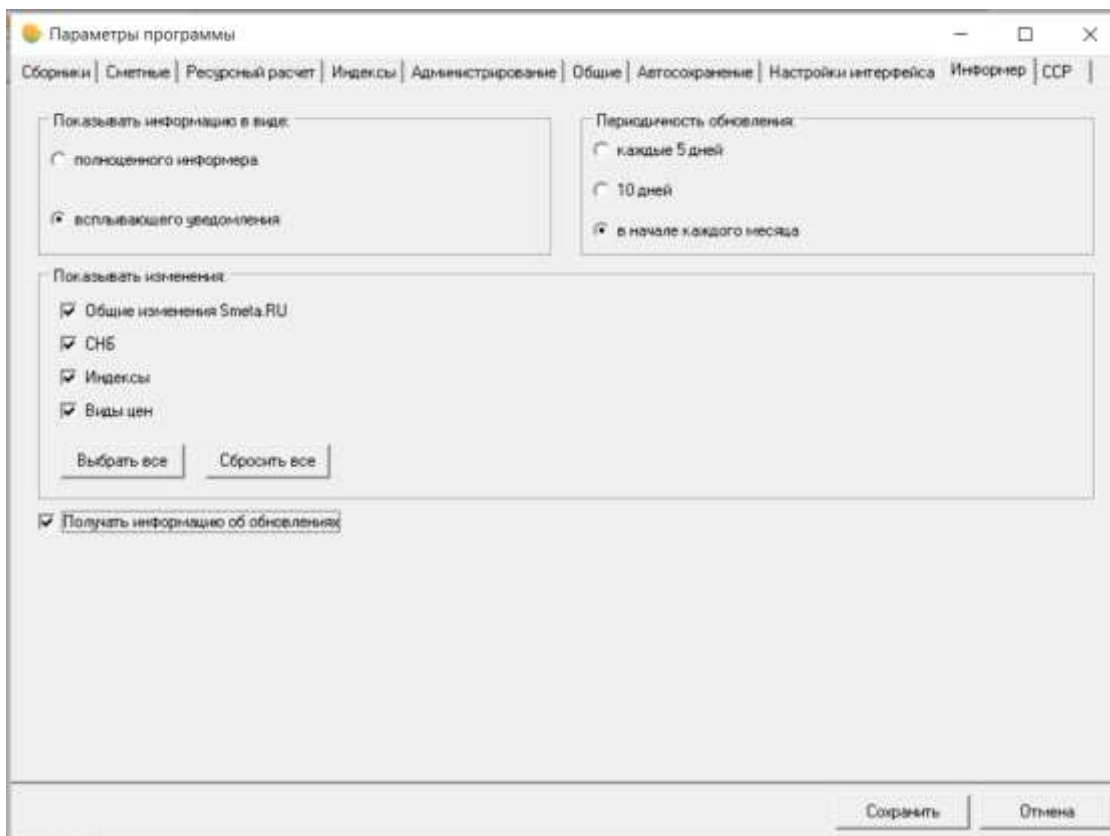 Параметры программы
Сборники Сметные Ресурсный расчет Индексы Администрирование Общие Автосохранение Настройки интерфейса Информер ССР
Показывать информацию в виде:
полноценного информера
всплывающего уведомления
Периодичность обновления
каждые 5 дней
10 дней
в начале каждого месяца
Показывать изменения
Общие изменения Smeta.RU
СНБ
Индексы
Виды цен
Выбрать все Сбросить все
Получать информацию об обновлениях
Сохранить Отмена